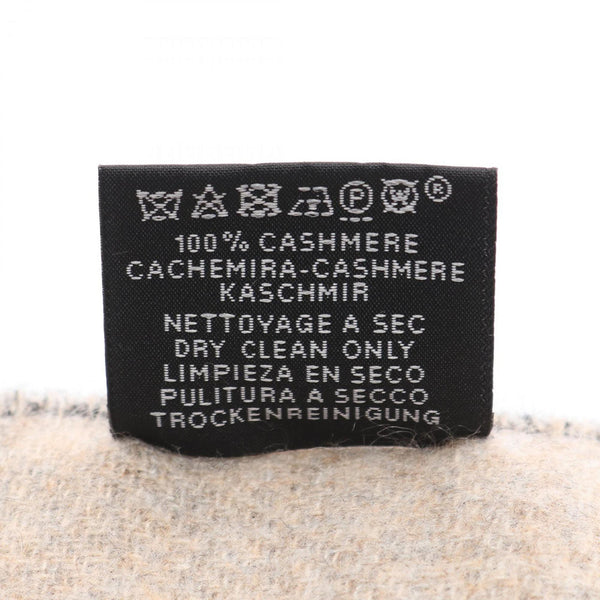 P ®
100% CASHMERE
CACHEMIRA-CASHMERE
KASCHMIR
NETTOYAGE A SEC
DRY CLEAN ONLY
LIMPIEZA EN SECO
PULITURA A SECCO
TROCKENREINIGUNG